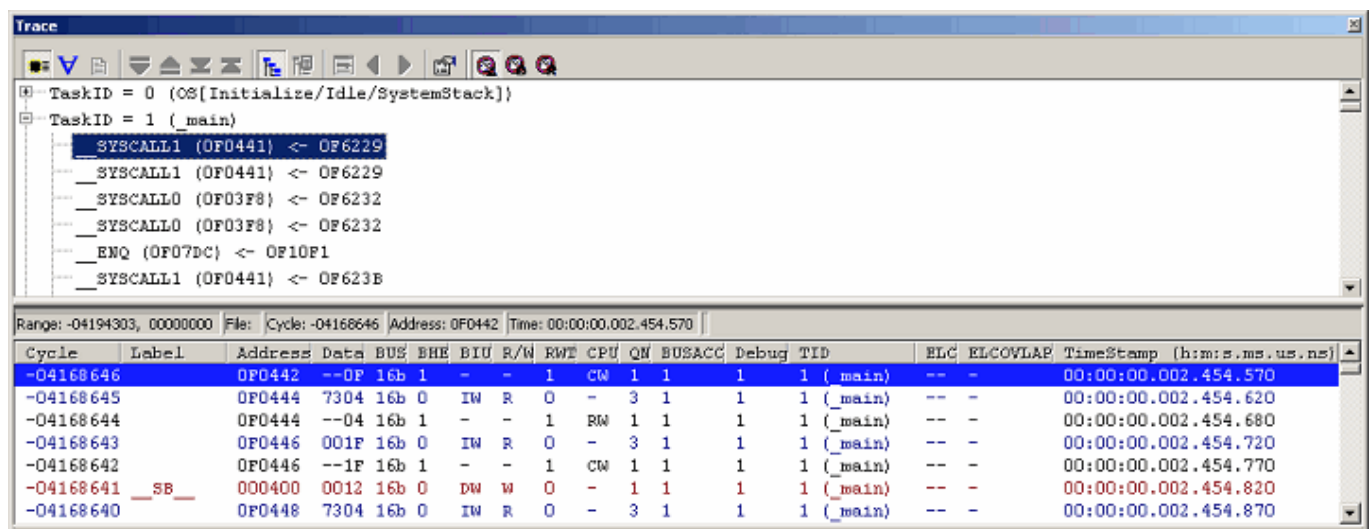 Trace
TaskID = 0 (OS[Initialize/Idle/SystemStack])
TaskID = 1 (_main)
__SYSCALL1 (0F0441) <- 0F6229
__SYSCALL1 (0F0441) <- 0F6229
__SYSCALL0 (0F03F8) <- 0F6232
__SYSCALL0 (0F03F8) <- 0F6232
__ENQ (0F07DC) <- 0F10F1
__SYSCALL1 (0F0441) <- 0F623B
Range: -04194303, 00000000 File: Cycle: -04168646 Address: 0F0442 Time: 00:00:00.002.454.570
Cycle Label Address Data BUS BHE BIU R/W RWT CPU QN BUSACC Debug TID ELC ELCOVLAP TimeStamp (h:m:s.ms.us.ns)
-04168646 0F0442 --0F 16b 1 - - 1 CW 1 1 1 1 (_main) -- - 00:00:00.002.454.570
-04168645 0F0444 7304 16b 0 IW R 0 - 3 1 1 1 (_main) -- - 00:00:00.002.454.620
-04168644 0F0444 --04 16b 1 - - 1 RW 1 1 1 1 (_main) -- - 00:00:00.002.454.680
-04168643 0F0446 001F 16b 0 IW R 0 - 3 1 1 1 (_main) -- - 00:00:00.002.454.720
-04168642 0F0446 --1F 16b 1 - - 1 CW 1 1 1 1 (_main) -- - 00:00:00.002.454.770
-04168641 __SB__ 000400 0012 16b 0 DW W 0 - 1 1 1 1 (_main) -- - 00:00:00.002.454.820
-04168640 0F0448 7304 16b 0 IW R 0 - 3 1 1 1 (_main) -- - 00:00:00.002.454.870